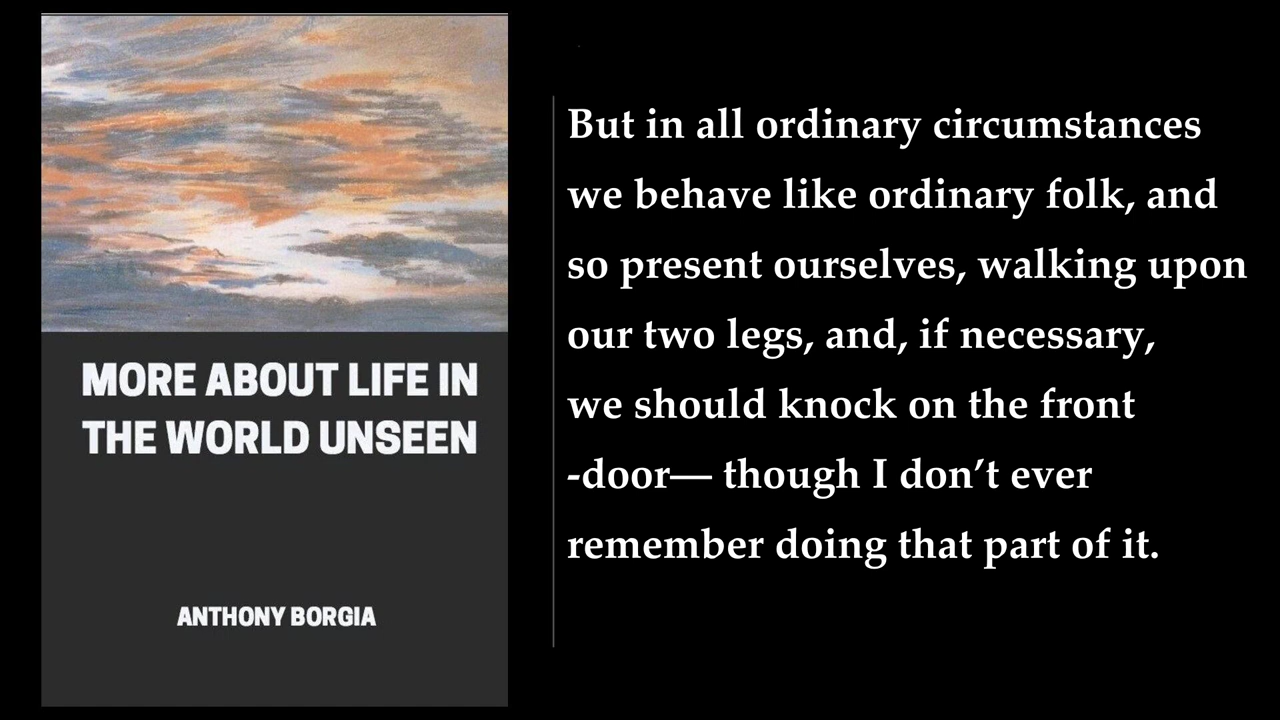 MORE ABOUT LIFE IN
THE WORLD UNSEEN
ANTHONY BORGIA
But in all ordinary circumstances
we behave like ordinary folk, and
so present ourselves, walking upon
our two legs, and, if necessary,
we should knock on the front
-door— though I don’t ever
remember doing that part of it.